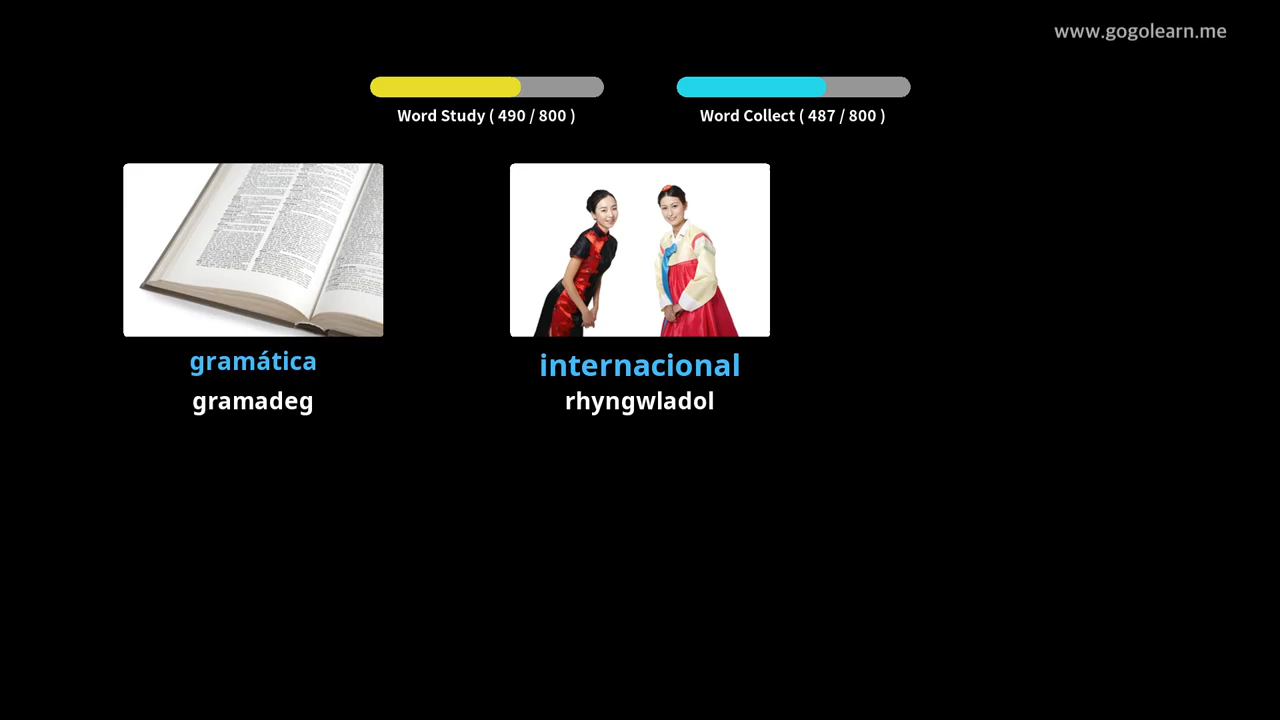 www.gogolearn.me
Word Study ( 490 / 800 )
Word Collect ( 487 / 800 )
gramática
gramadeg
internacional
rhyngwladol